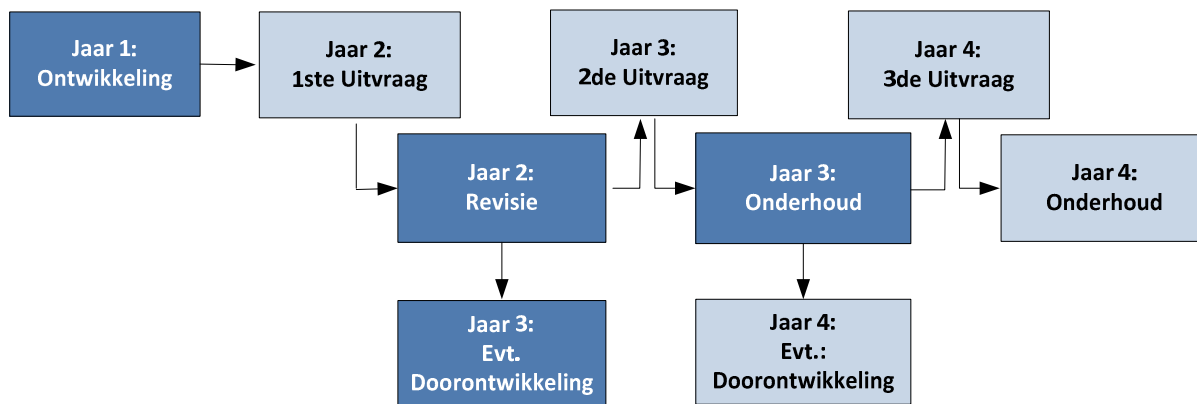 Jaar 1:
Ontwikkeling
Jaar 2:
1ste Uitvraag
Jaar 2:
Revisie
Jaar 3:
Evt.
Doorontwikkeling
Jaar 3:
2de Uitvraag
Jaar 3:
Onderhoud
Jaar 4:
Evt.:
Doorontwikkeling
Jaar 4:
3de Uitvraag
Jaar 4:
Onderhoud